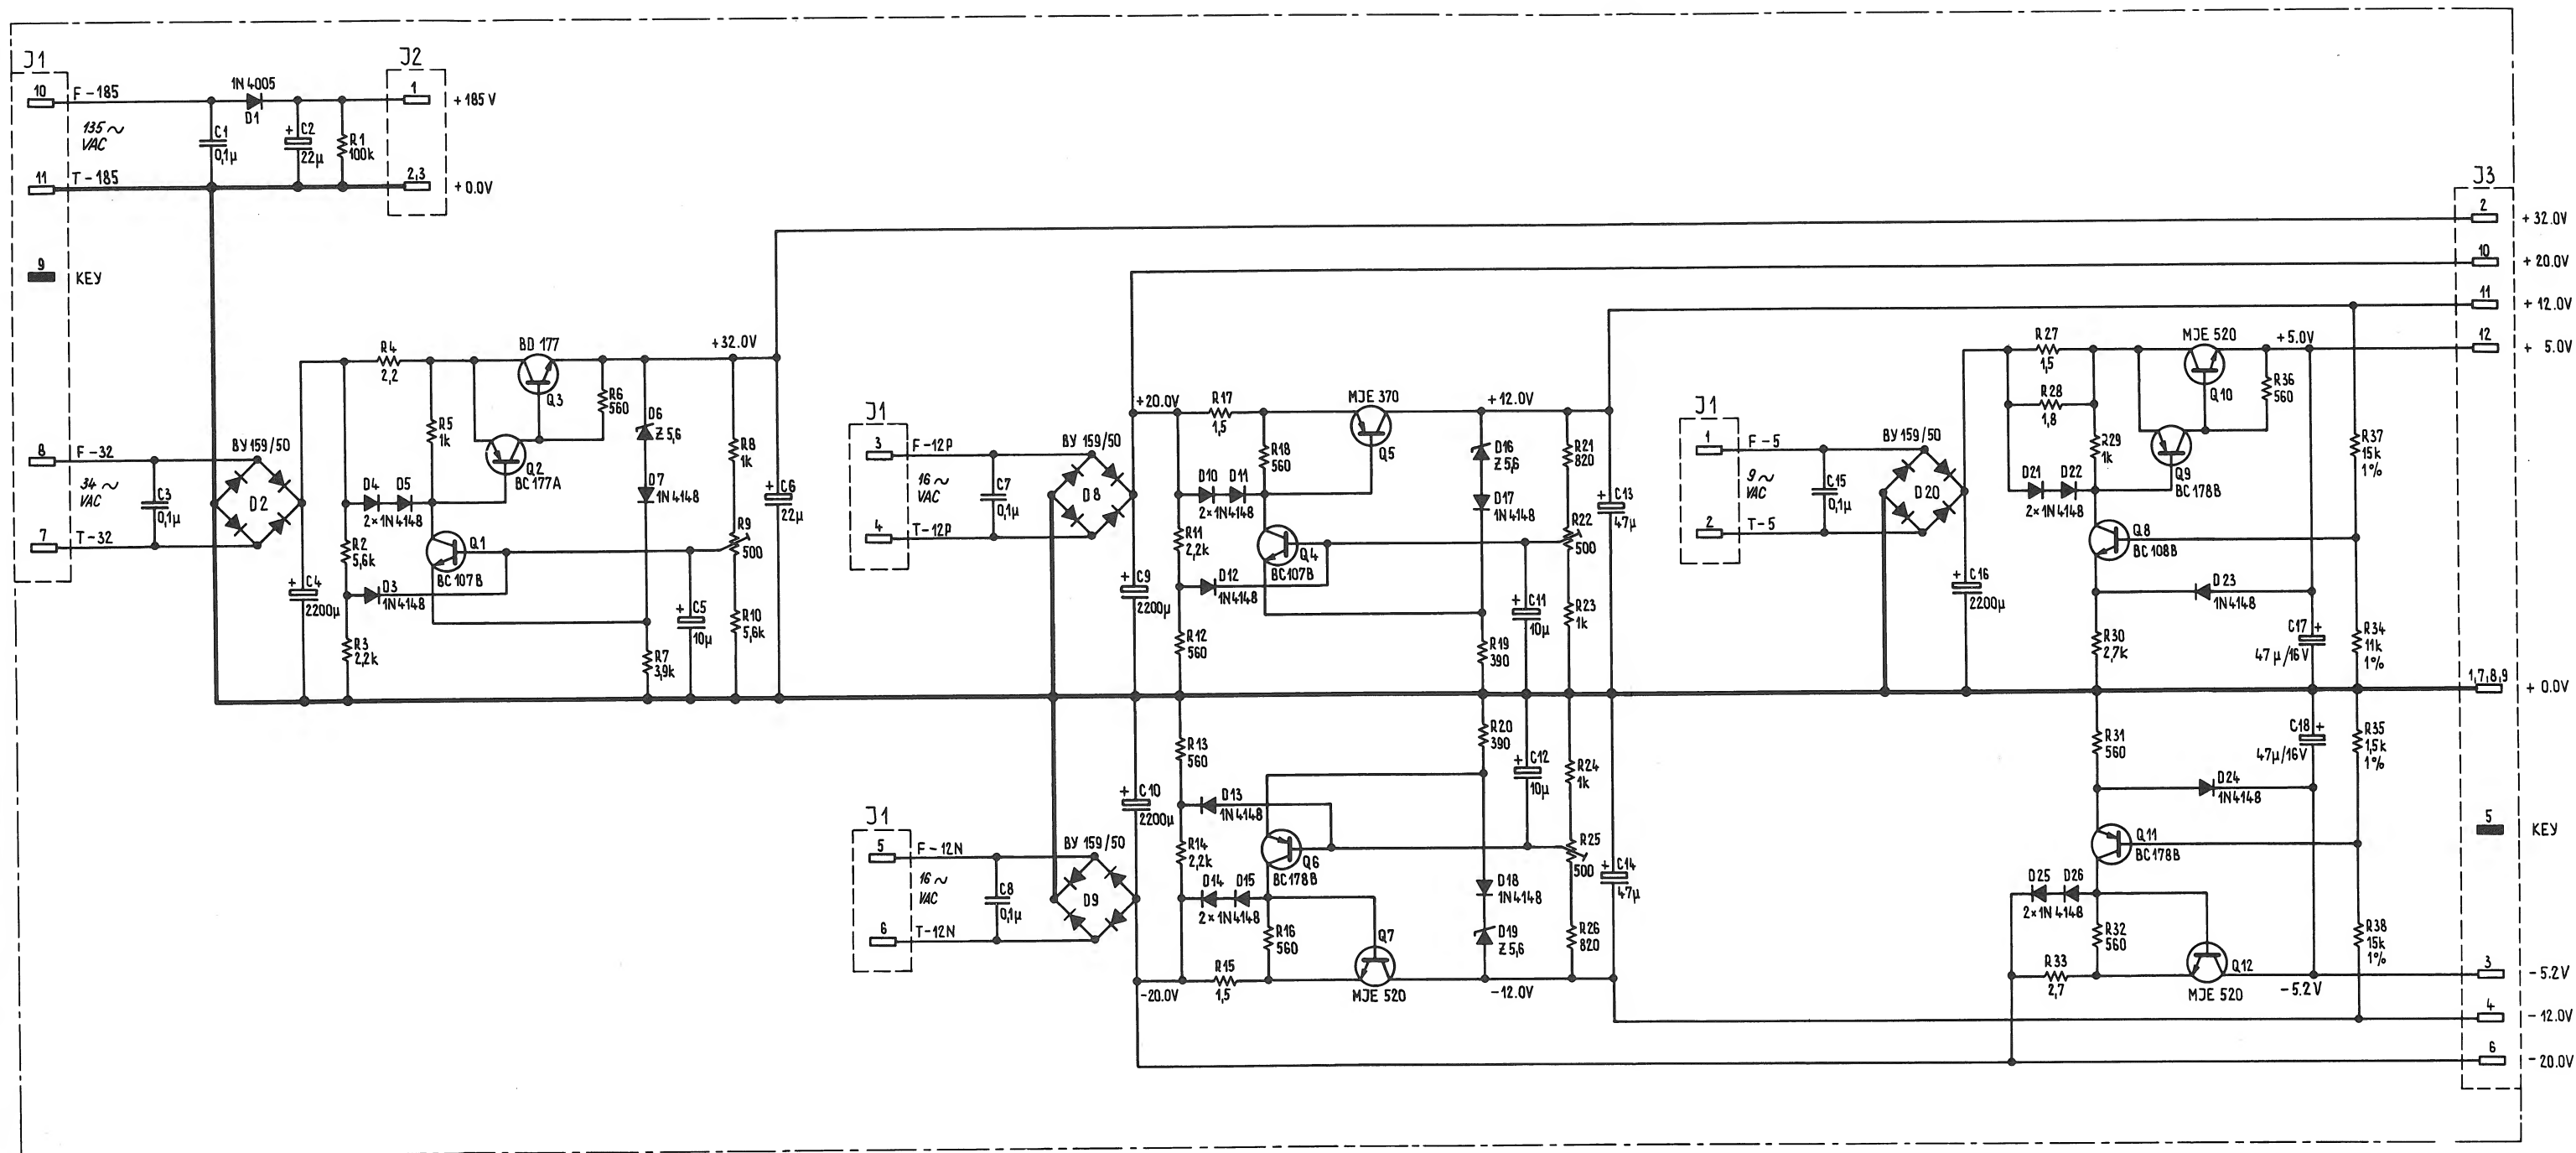 J1
10
F-185
135~
VAC
11
T-185
9
KEY
8
F-32
34~
VAC
7
T-32
1N4005
D1
C1
0,1µ
C2
22µ
R1
100k
J2
1
+185V
2,3
+0.0V
C3
0,1µ
BY159/50
D2
C4
2200µ
R4
2,2
R5
1k
D4
D5
2×1N4148
R2
5,6k
D3
1N4148
R3
2,2k
Q1
BC107B
BD 177
Q3
Q2
BC177A
R6
560
D6
Z5,6
D7
1N4148
R7
3,9k
C5
10µ
+32.0V
R8
1k
R9
500
R10
5,6k
C6
22µ
J1
3
F-12P
16~
VAC
4
T-12P
C7
0,1µ
BY159/50
D8
C9
2200µ
+20.0V
R17
1,5
R18
560
D10
D11
2×1N4148
R11
2,2k
D12
1N4148
R12
560
Q4
BC107B
MJE 370
Q5
+12.0V
D16
Z5,6
D17
1N4148
R19
390
C11
10µ
R21
820
R22
500
R23
1k
C13
47µ
J1
5
F-12N
16~
VAC
6
T-12N
C8
0,1µ
BY159/50
D9
C10
2200µ
R13
560
D13
1N4148
R14
2,2k
D14
D15
2×1N4148
Q6
BC178B
R16
560
R15
1,5
-20.0V
Q7
MJE 520
-12.0V
R20
390
D18
1N4148
D19
Z5,6
C12
10µ
R24
1k
R25
500
R26
820
C14
47µ
J1
1
F-5
9~
VAC
2
T-5
C15
0,1µ
BY159/50
D20
C16
2200µ
R27
1,5
R28
1,8
R29
1k
D21
D22
2×1N4148
MJE 520
Q10
+5.0V
R36
560
Q9
BC178B
Q8
BC108B
D23
1N4148
R30
2,7k
C17
47µ/16V
R37
15k
1%
R34
11k
1%
R31
560
D24
1N4148
C18
47µ/16V
R35
1,5k
1%
Q11
BC178B
D25
D26
2×1N4148
R32
560
R33
2,7
Q12
MJE 520
-5.2V
R38
15k
1%
J3
2
+32.0V
10
+20.0V
11
+12.0V
12
+ 5.0V
1,7,8,9
+0.0V
5
KEY
3
-5.2V
4
-12.0V
6
-20.0V